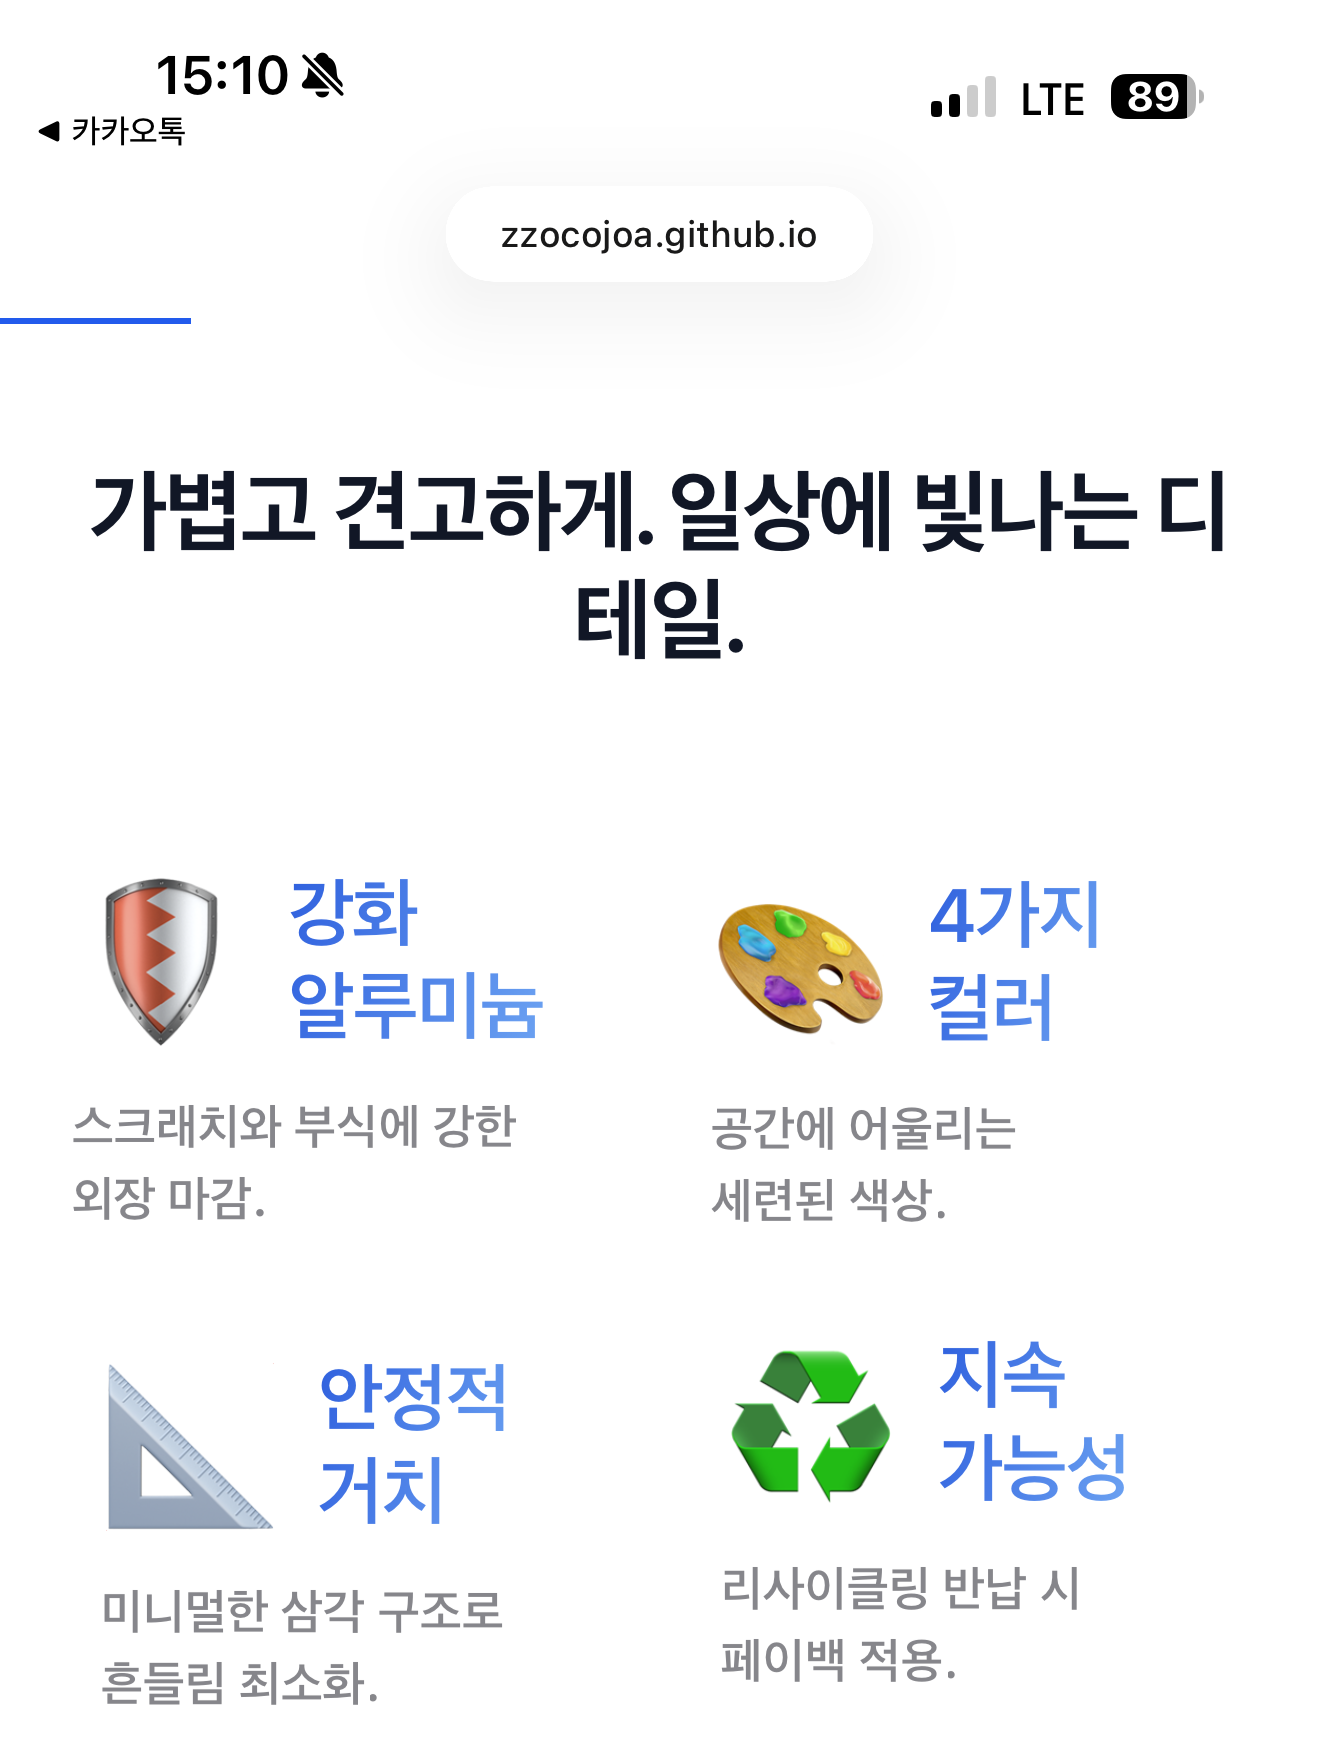 15:10
LTE
89
카카오톡
zzocojoa.github.io
가볍고 견고하게. 일상에 빛나는 디
테일.
강화
알루미늄
스크래치와 부식에 강한
외장 마감.
4가지
컬러
공간에 어울리는
세련된 색상.
안정적
거치
미니멀한 삼각 구조로
흔들림 최소화.
지속
가능성
리사이클링 반납 시
페이백 적용.